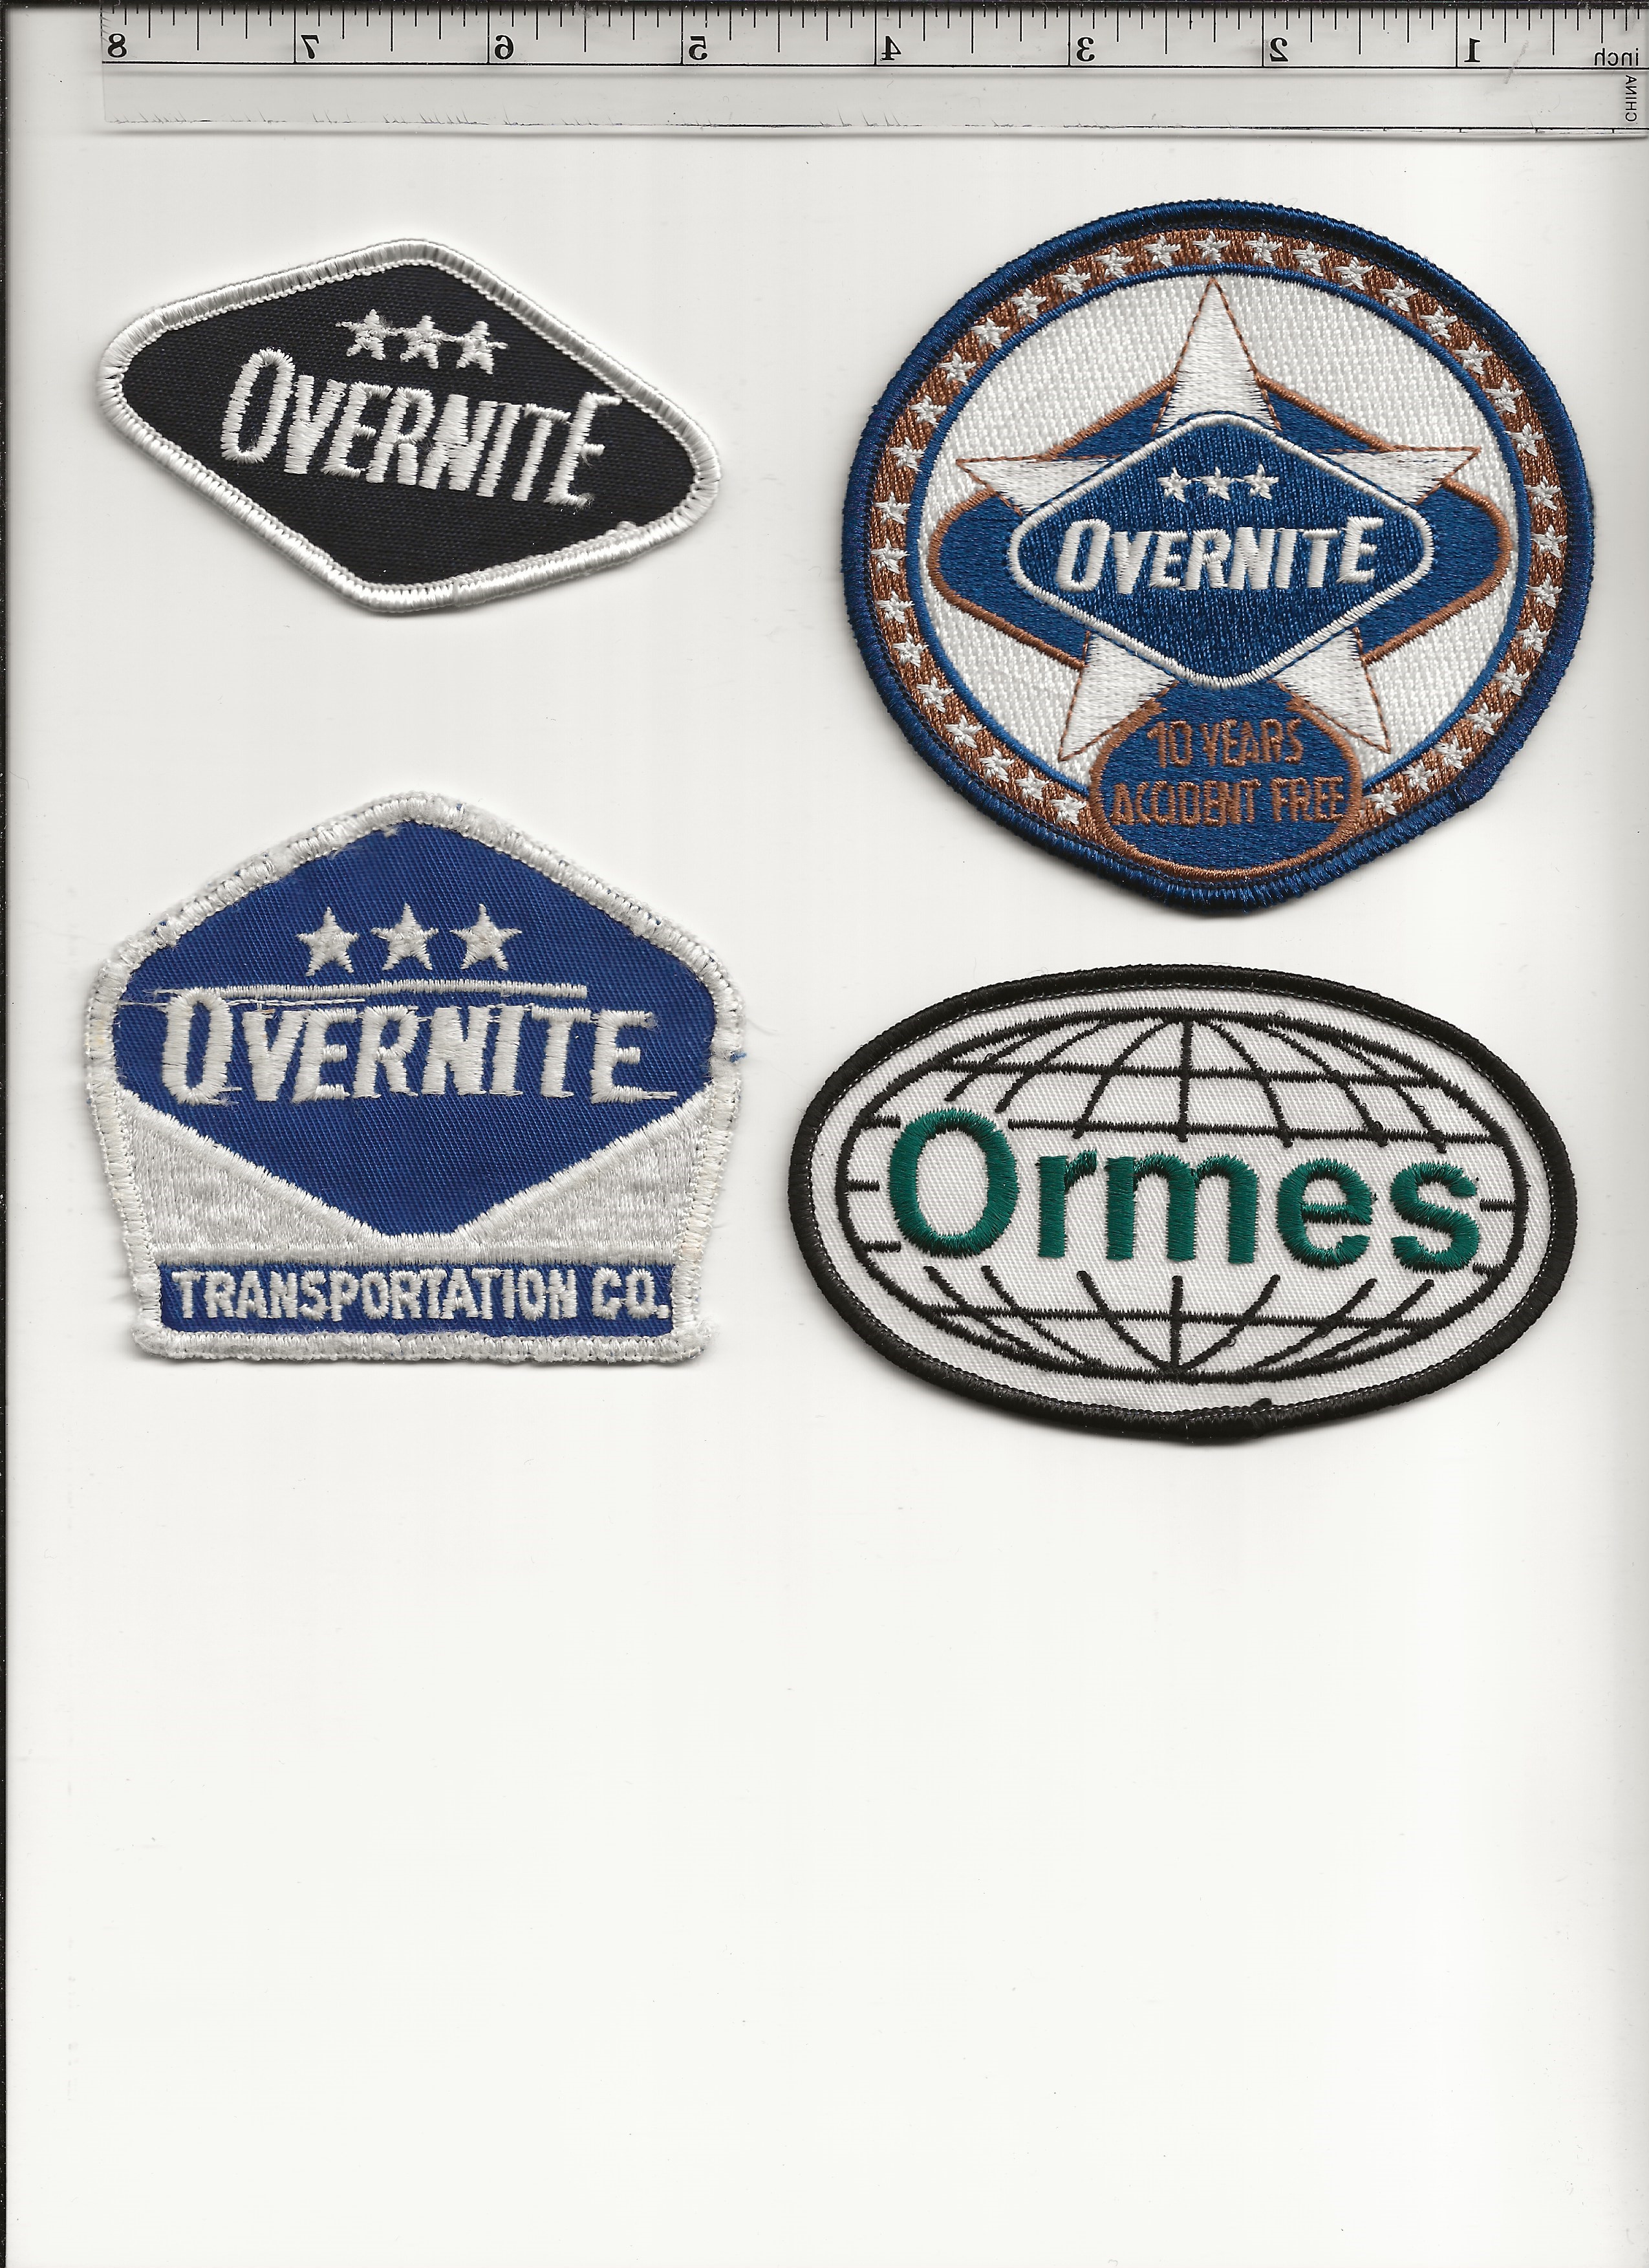 8 7 6 5 4 3 2 1 inch
CHINA
OVERNITE
OVERNITE
10 YEARS
ACCIDENT FREE
OVERNITE
TRANSPORTATION CO.
Ormes